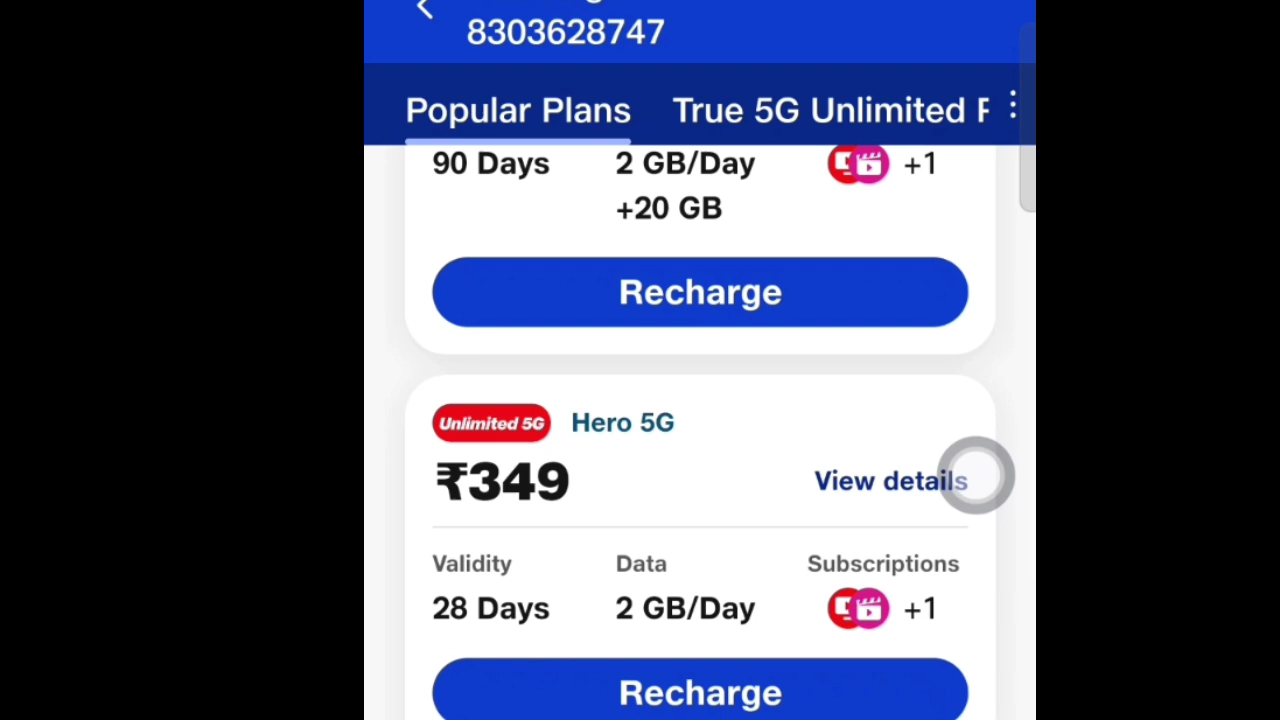 8303628747
Popular Plans True 5G Unlimited
90 Days 2 GB/Day +1
+20 GB
Recharge
Unlimited 5G Hero 5G
₹349 View details
Validity Data Subscriptions
28 Days 2 GB/Day +1
Recharge